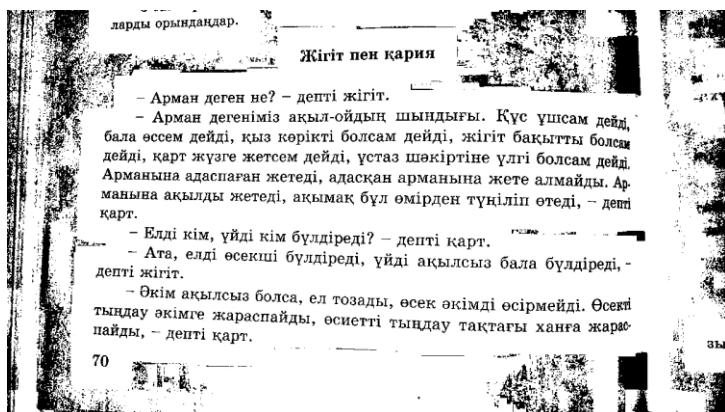 ларды орындаңдар.
Жігіт пен қария
– Арман деген не? – депті жігіт.
– Арман дегеніміз ақыл-ойдың шындығы. Құс ұшсам дейді,
бала өссем дейді, қыз көрікті болсам дейді, жігіт бақытты болсам
дейді, қарт жүзге жетсем дейді, ұстаз шәкіртіне үлгі болсам дейді.
Арманына адаспаған жетеді, адасқан арманына жете алмайды. Ар-
манына ақылды жетеді, ақымақ бұл өмірден түңіліп өтеді, – депті
қарт.
– Елді кім, үйді кім бүлдіреді? – депті қарт.
– Ата, елді өсекші бүлдіреді, үйді ақылсыз бала бүлдіреді, –
депті жігіт.
– Әкім ақылсыз болса, ел тозады, өсек әкімді өсірмейді. Өсекті
тыңдау әкімге жараспайды, өсиетті тыңдау тақтағы ханға жарас-
пайды, – депті қарт.
70
зы